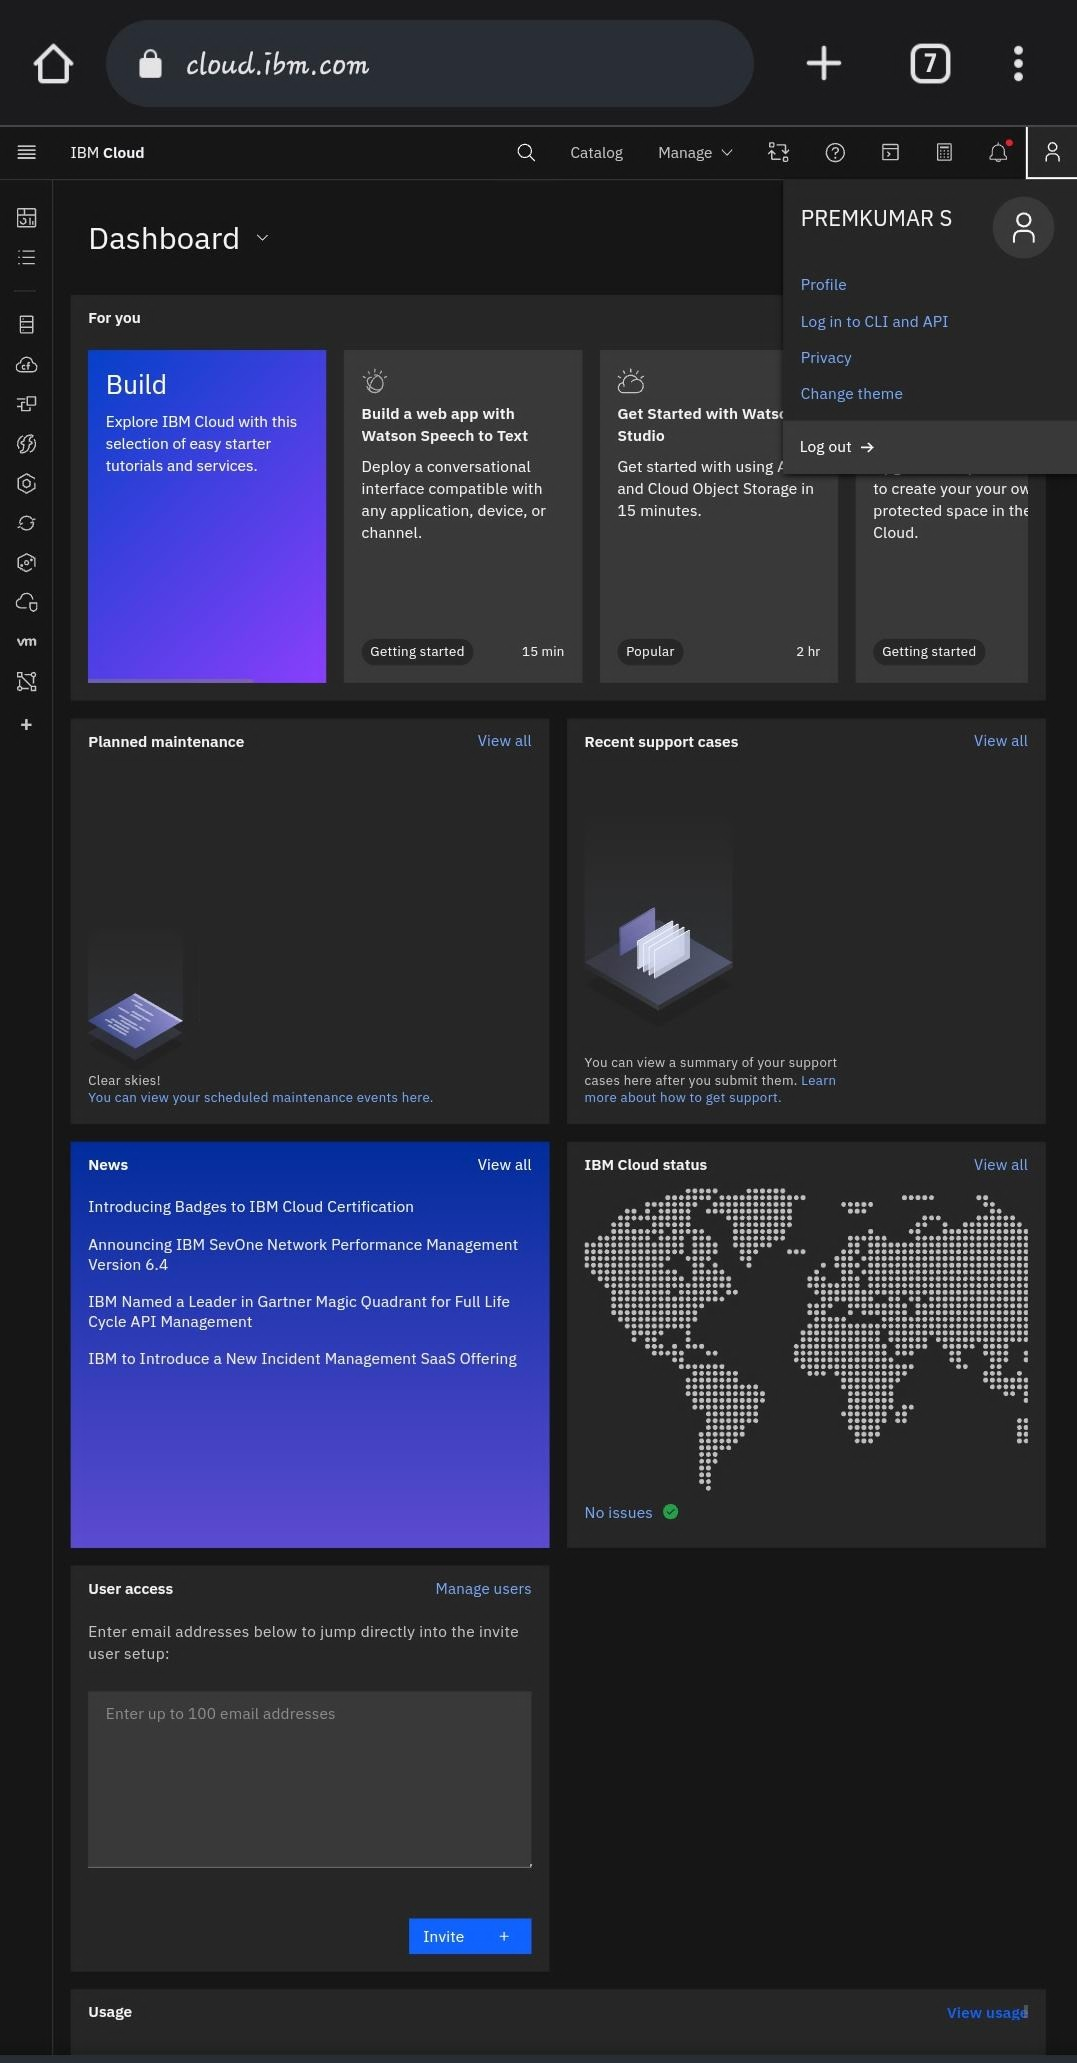 cloud.ibm.com
7
IBM Cloud
Catalog
Manage
PREMKUMAR S
Profile
Log in to CLI and API
Privacy
Change theme
Log out
Dashboard
For you
Build
Explore IBM Cloud with this
selection of easy starter
tutorials and services.
Build a web app with
Watson Speech to Text
Deploy a conversational
interface compatible with
any application, device, or
channel.
Getting started
15 min
Get Started with Watso
Studio
Get started with using A
and Cloud Object Storage in
15 minutes.
Popular
2 hr
to create your your ow
protected space in the
Cloud.
Getting started
cf
vm
Planned maintenance
View all
Clear skies!
You can view your scheduled maintenance events here.
Recent support cases
View all
You can view a summary of your support
cases here after you submit them. Learn
more about how to get support.
News
View all
Introducing Badges to IBM Cloud Certification
Announcing IBM SevOne Network Performance Management
Version 6.4
IBM Named a Leader in Gartner Magic Quadrant for Full Life
Cycle API Management
IBM to Introduce a New Incident Management SaaS Offering
IBM Cloud status
View all
No issues
User access
Manage users
Enter email addresses below to jump directly into the invite
user setup:
Enter up to 100 email addresses
Invite +
Usage
View usage